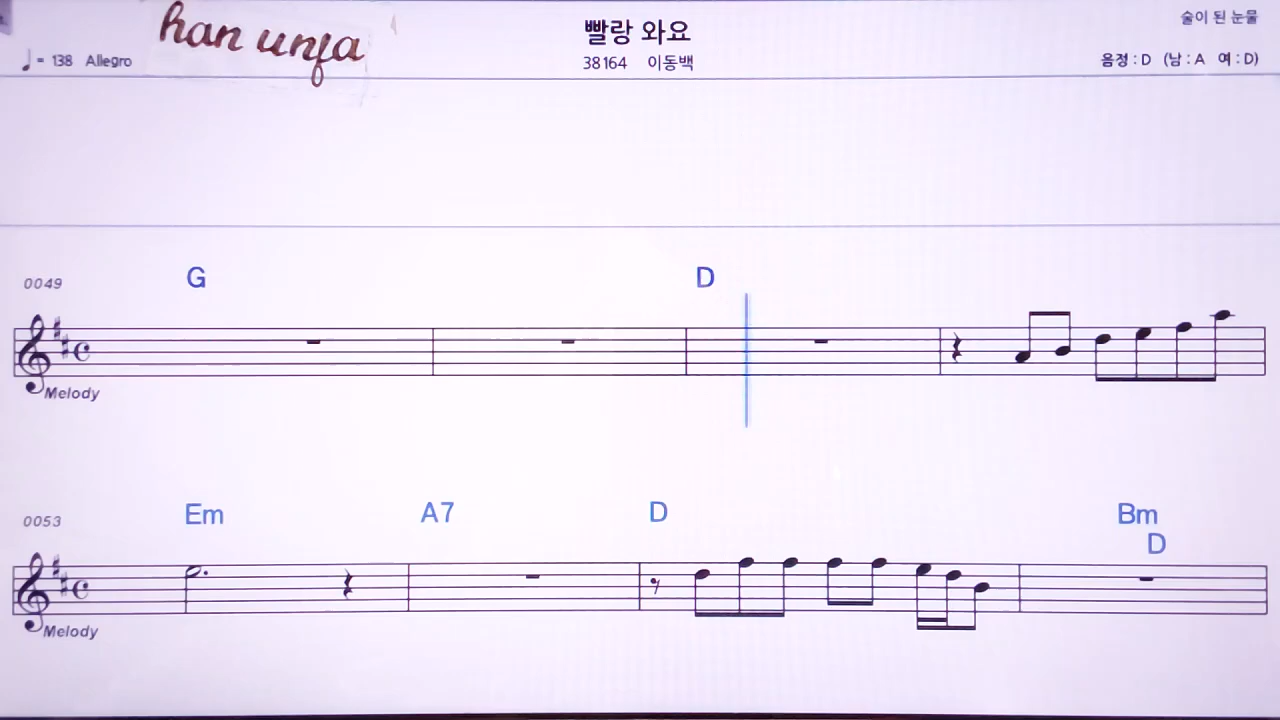 han unfa
빨랑 와요
술이 된 눈물
♩ = 138 Allegro
38164 이동백
음정 : D (남 : A 여 : D)
0049
G D
Melody
0053
Em A7 D Bm
D
Melody